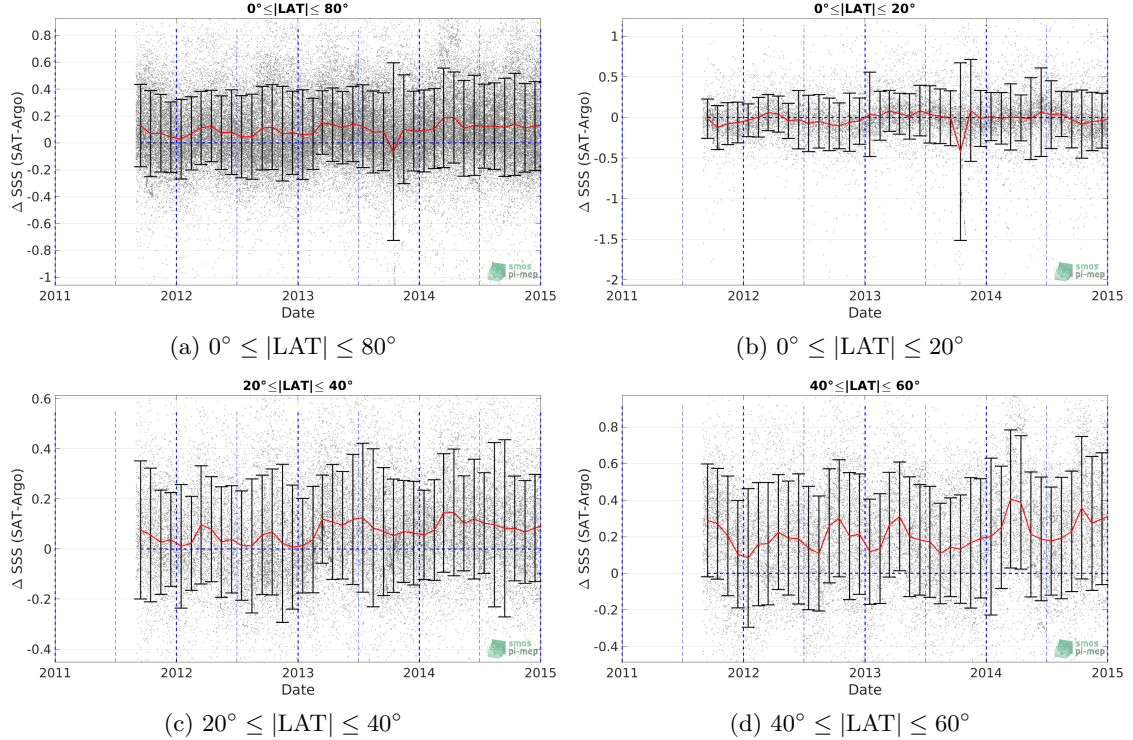 0°≤|LAT|≤ 80°
Δ SSS (SAT-Argo)
0.8
0.6
0.4
0.2
0
-0.2
-0.4
-0.6
-0.8
-1
2011 2012 2013 2014 2015
Date
smos
pi-mep
(a) 0° ≤ |LAT| ≤ 80°
0°≤|LAT|≤ 20°
Δ SSS (SAT-Argo)
1
0.5
0
-0.5
-1
-1.5
-2
2011 2012 2013 2014 2015
Date
smos
pi-mep
(b) 0° ≤ |LAT| ≤ 20°
20°≤|LAT|≤ 40°
Δ SSS (SAT-Argo)
0.6
0.4
0.2
0
-0.2
-0.4
2011 2012 2013 2014 2015
Date
smos
pi-mep
(c) 20° ≤ |LAT| ≤ 40°
40°≤|LAT|≤ 60°
Δ SSS (SAT-Argo)
0.8
0.6
0.4
0.2
0
-0.2
-0.4
2011 2012 2013 2014 2015
Date
smos
pi-mep
(d) 40° ≤ |LAT| ≤ 60°